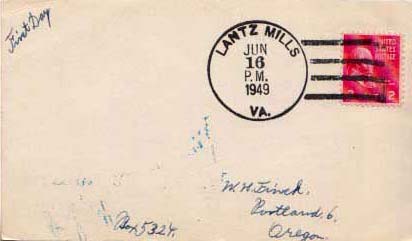 First Day
LANTZ MILLS
JUN
16
P.M.
1949
VA.
UNITED
STATES
POSTAGE
2
W. H. Finck.
Portland, 6,
Box 5324.
Oregon.